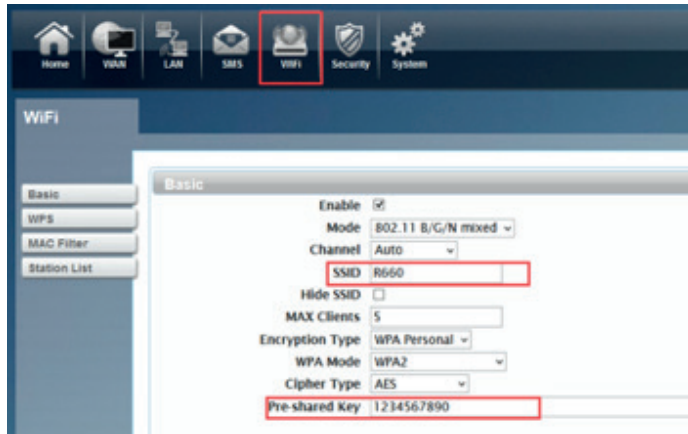 Home WAN LAN SMS WiFi Security System
WiFi
Basic
WPS
MAC Filter
Station List
Basic
Enable
Mode 802.11 B/G/N mixed
Channel Auto
SSID R660
Hide SSID
MAX Clients 5
Encryption Type WPA Personal
WPA Mode WPA2
Cipher Type AES
Pre-shared Key 1234567890